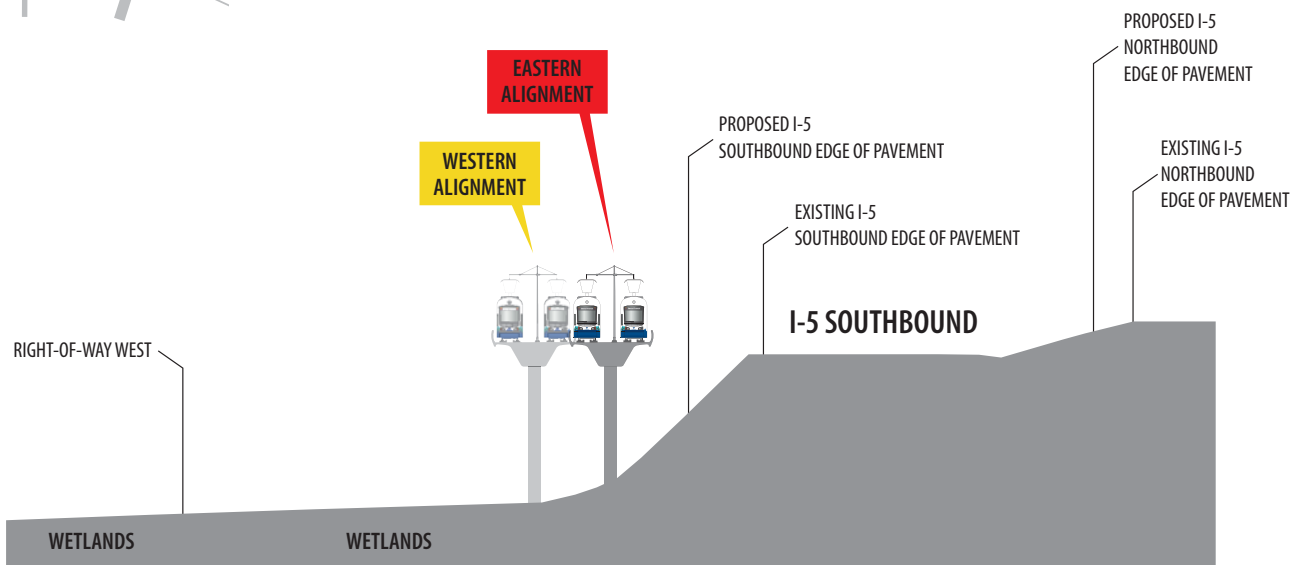 PROPOSED I-5
NORTHBOUND
EDGE OF PAVEMENT
EASTERN
ALIGNMENT
PROPOSED I-5
SOUTHBOUND EDGE OF PAVEMENT
WESTERN
ALIGNMENT
EXISTING I-5
NORTHBOUND
EDGE OF PAVEMENT
EXISTING I-5
SOUTHBOUND EDGE OF PAVEMENT
I-5 SOUTHBOUND
RIGHT-OF-WAY WEST
WETLANDS
WETLANDS